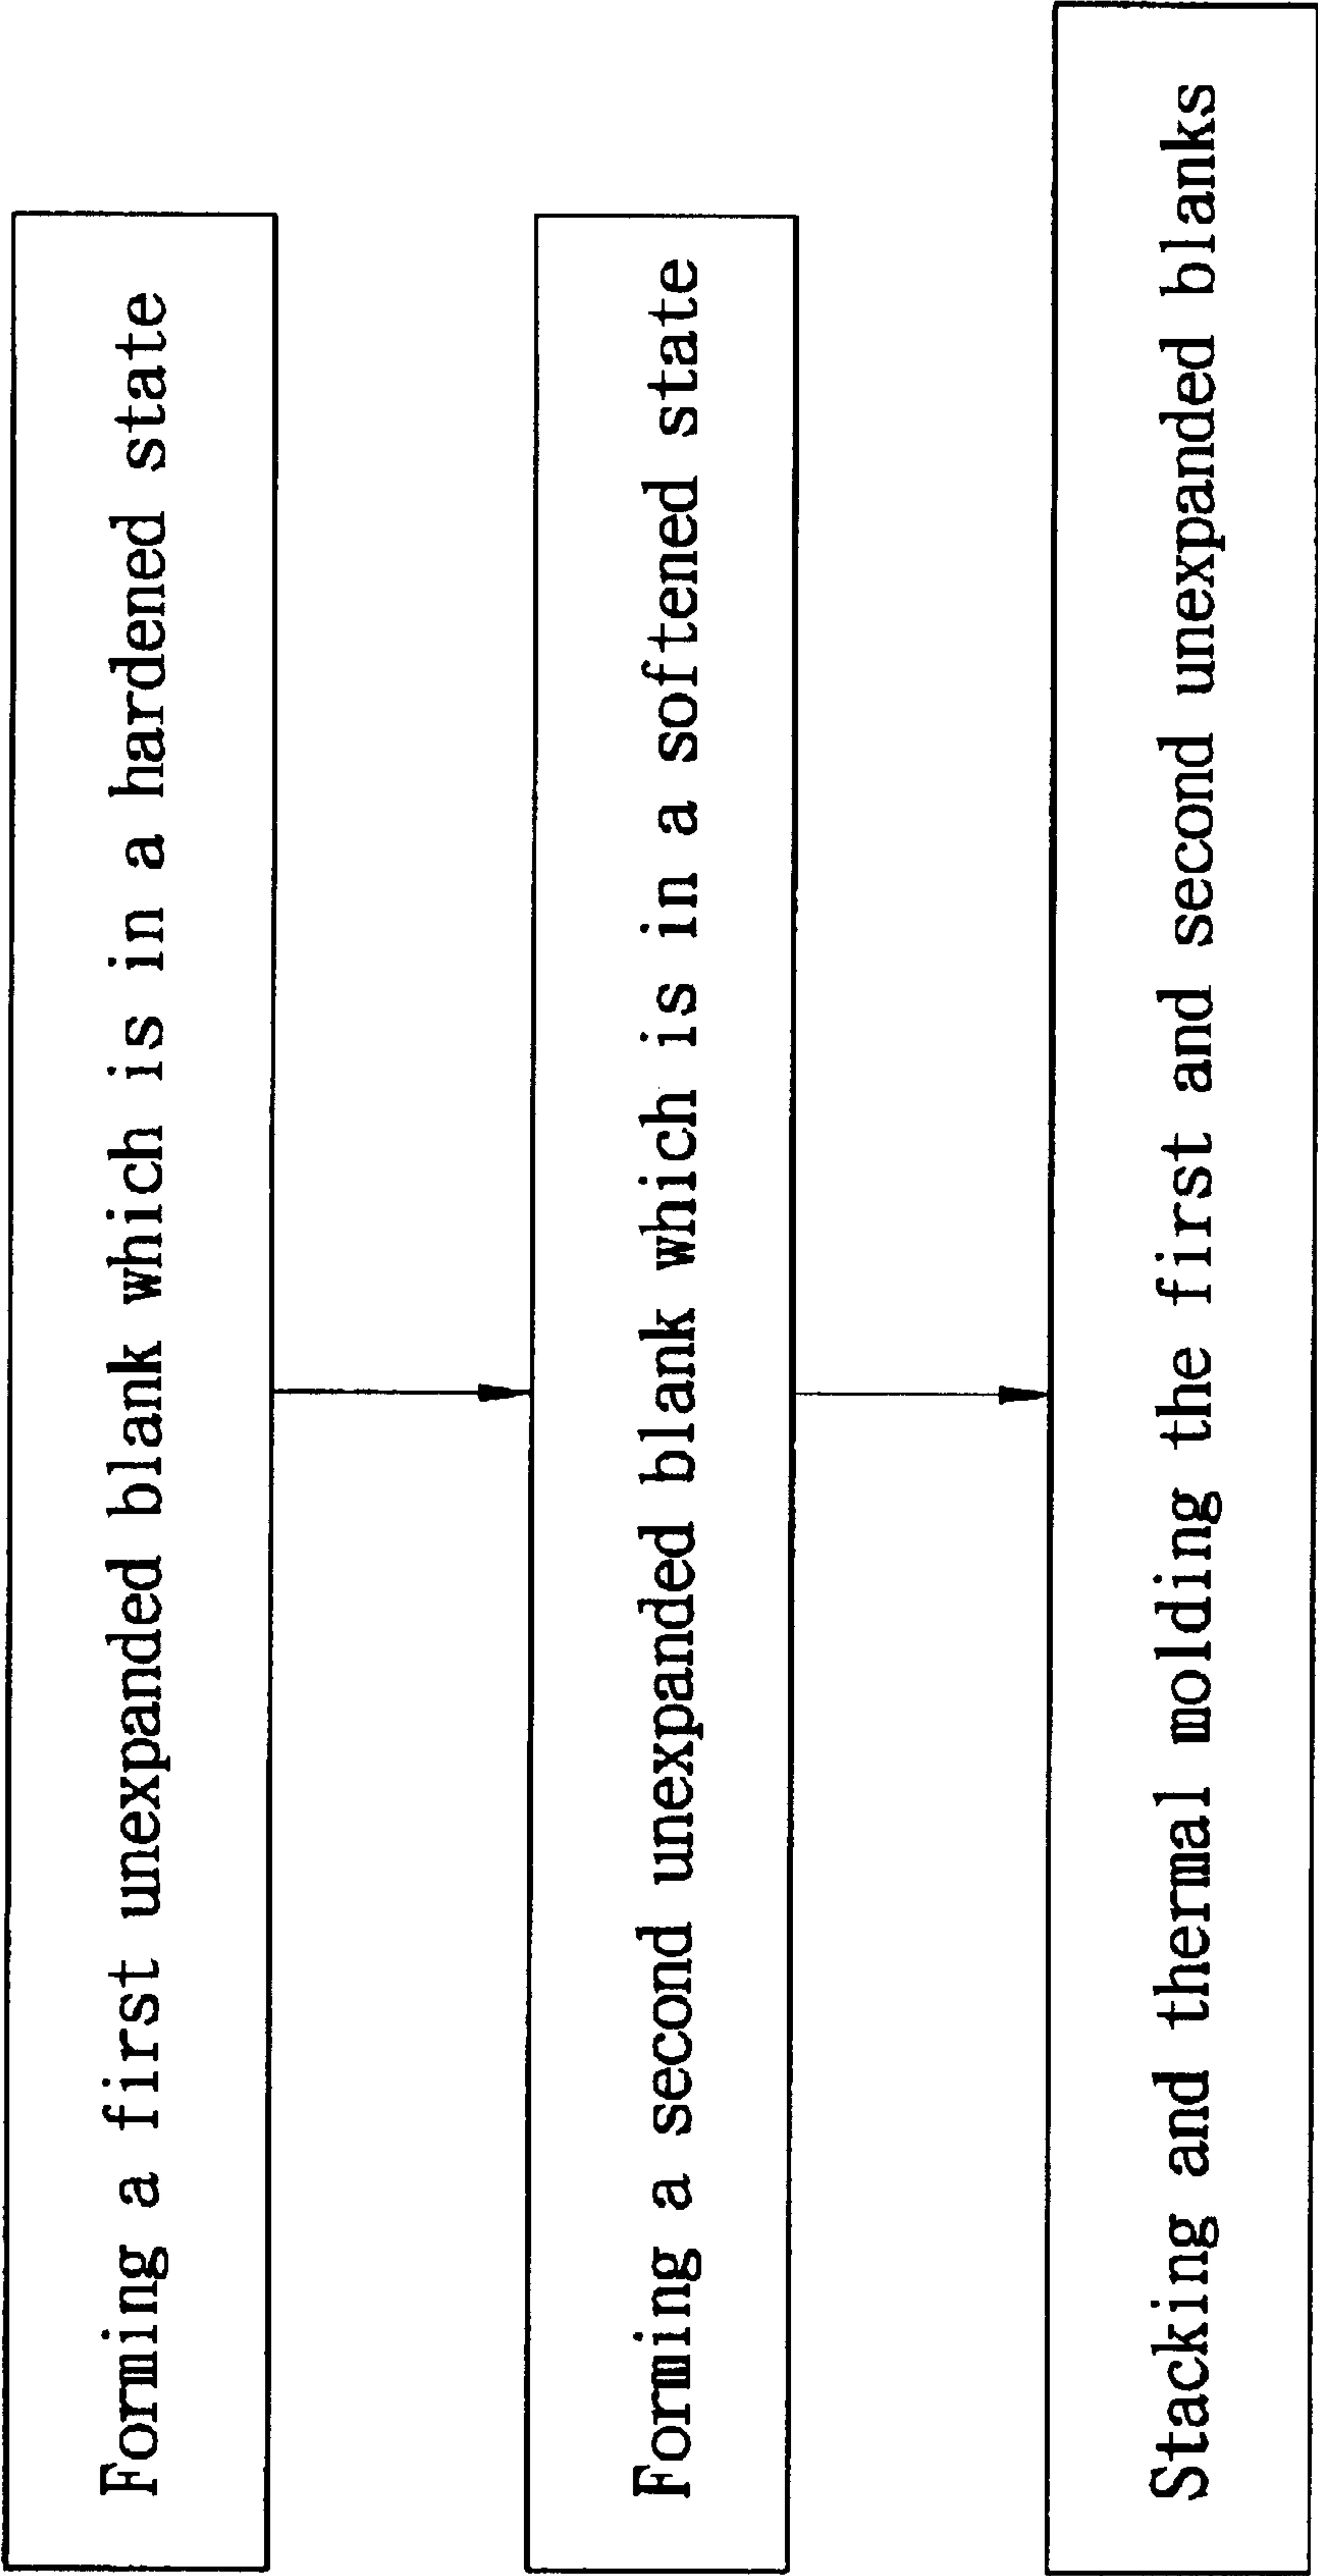 Forming a first unexpanded blank which is in a hardened state
Forming a second unexpanded blank which is in a softened state
Stacking and thermal molding the first and second unexpanded blanks